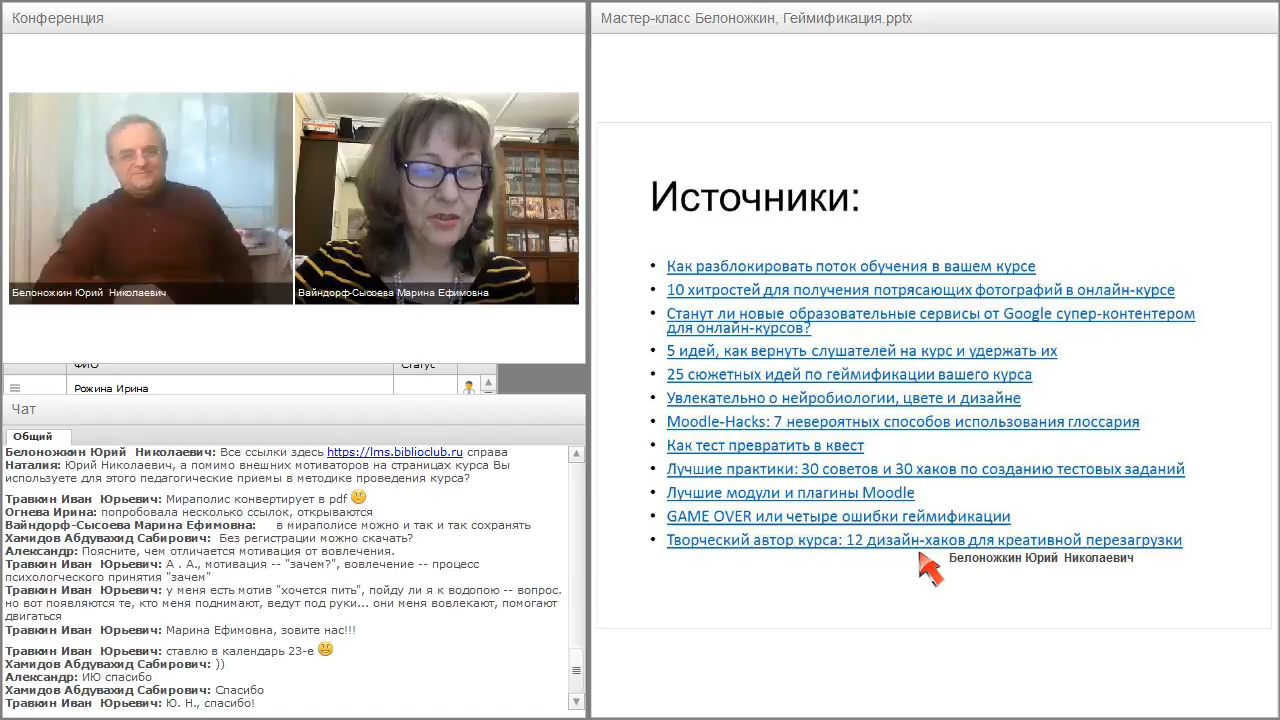 Конференция
Белоножкин Юрий  Николаевич
Вайндорф-Сысоева Марина Ефимовна
ФИО
Статус
Рожина Ирина
Чат
Общий
Белоножкин Юрий  Николаевич: Все ссылки здесь https://lms.biblioclub.ru справа
Наталия: Юрий Николаевич, а помимо внешних мотиваторов на страницах курса Вы
используете для этого педагогические приемы в методике проведения курса?
Травкин Иван  Юрьевич: Мираполис конвертирует в pdf
Огнева Ирина: попробовала несколько ссылок, открываются
Вайндорф-Сысоева Марина Ефимовна:     в мираполисе можно и так и так сохранять
Хамидов Абдувахид Сабирович:  Без регистрации можно скачать?
Александр: Поясните, чем отличается мотивация от вовлечения.
Травкин Иван  Юрьевич: А . А., мотивация -- "зачем?", вовлечение -- процесс
психологческого принятия "зачем"
Травкин Иван  Юрьевич: у меня есть мотив "хочется пить", пойду ли я к водопою -- вопрос.
но вот появляются те, кто меня поднимают, ведут под руки... они меня вовлекают, помогают
двигаться
Травкин Иван  Юрьевич: Марина Ефимовна, зовите нас!!!
Травкин Иван  Юрьевич: ставлю в календарь 23-е
Хамидов Абдувахид Сабирович: ))
Александр: ИЮ спасибо
Хамидов Абдувахид Сабирович: Спасибо
Травкин Иван  Юрьевич: Ю. Н., спасибо!
Мастер-класс Белоножкин, Геймификация.pptx
Источники:
• Как разблокировать поток обучения в вашем курсе
• 10 хитростей для получения потрясающих фотографий в онлайн-курсе
• Станут ли новые образовательные сервисы от Google супер-контентером
для онлайн-курсов?
• 5 идей, как вернуть слушателей на курс и удержать их
• 25 сюжетных идей по геймификации вашего курса
• Увлекательно о нейробиологии, цвете и дизайне
• Moodle-Hacks: 7 невероятных способов использования глоссария
• Как тест превратить в квест
• Лучшие практики: 30 советов и 30 хаков по созданию тестовых заданий
• Лучшие модули и плагины Moodle
• GAME OVER или четыре ошибки геймификации
• Творческий автор курса: 12 дизайн-хаков для креативной перезагрузки
Белоножкин Юрий  Николаевич